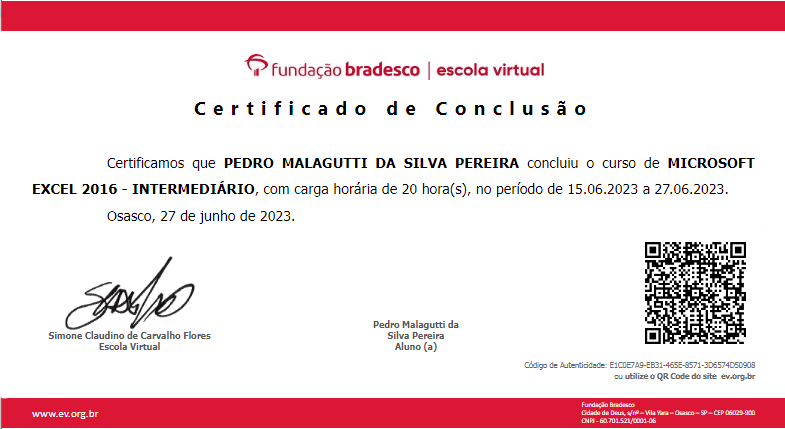 fundação bradesco | escola virtual
Certificado de Conclusão
Certificamos que PEDRO MALAGUTTI DA SILVA PEREIRA concluiu o curso de MICROSOFT
EXCEL 2016 - INTERMEDIÁRIO, com carga horária de 20 hora(s), no período de 15.06.2023 a 27.06.2023.
Osasco, 27 de junho de 2023.
Simone Claudino de Carvalho Flores
Escola Virtual
Pedro Malagutti da
Silva Pereira
Aluno (a)
Código de Autenticidade: E1C0E7A9-EB31-465E-8571-3D6574D50908
ou utilize o QR Code do site ev.org.br
www.ev.org.br
Fundação Bradesco
Cidade de Deus, s/nº – Vila Yara – Osasco – SP – CEP 06029-900
CNPJ - 60.701.521/0001-06